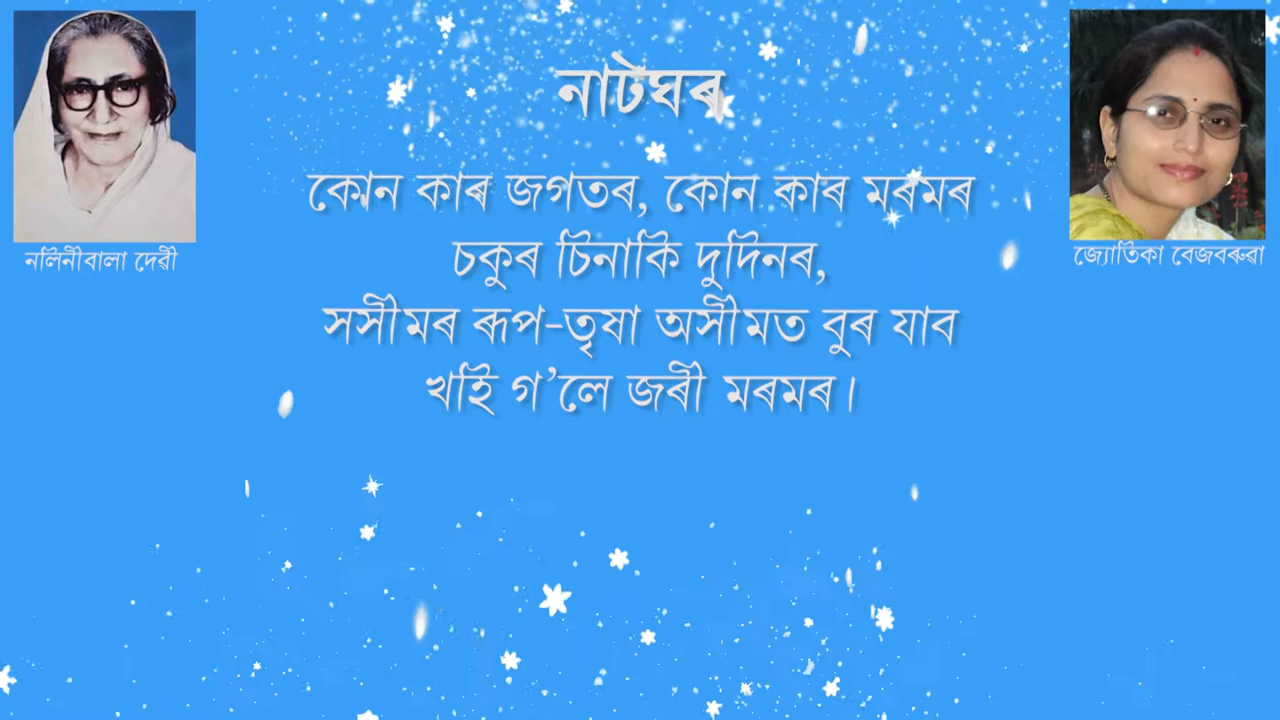 নাটঘৰ
কোন কাৰ জগতৰ, কোন কাৰ মৰমৰ
চকুৰ চিনাকি দুদিনৰ,
সসীমৰ ৰূপ-তৃষা অসীমত বুৰ যাব
খহি গ’লে জৰী মৰমৰ।
নলিনীবালা দেৱী
জ্যোতিকা বেজবৰুৱা